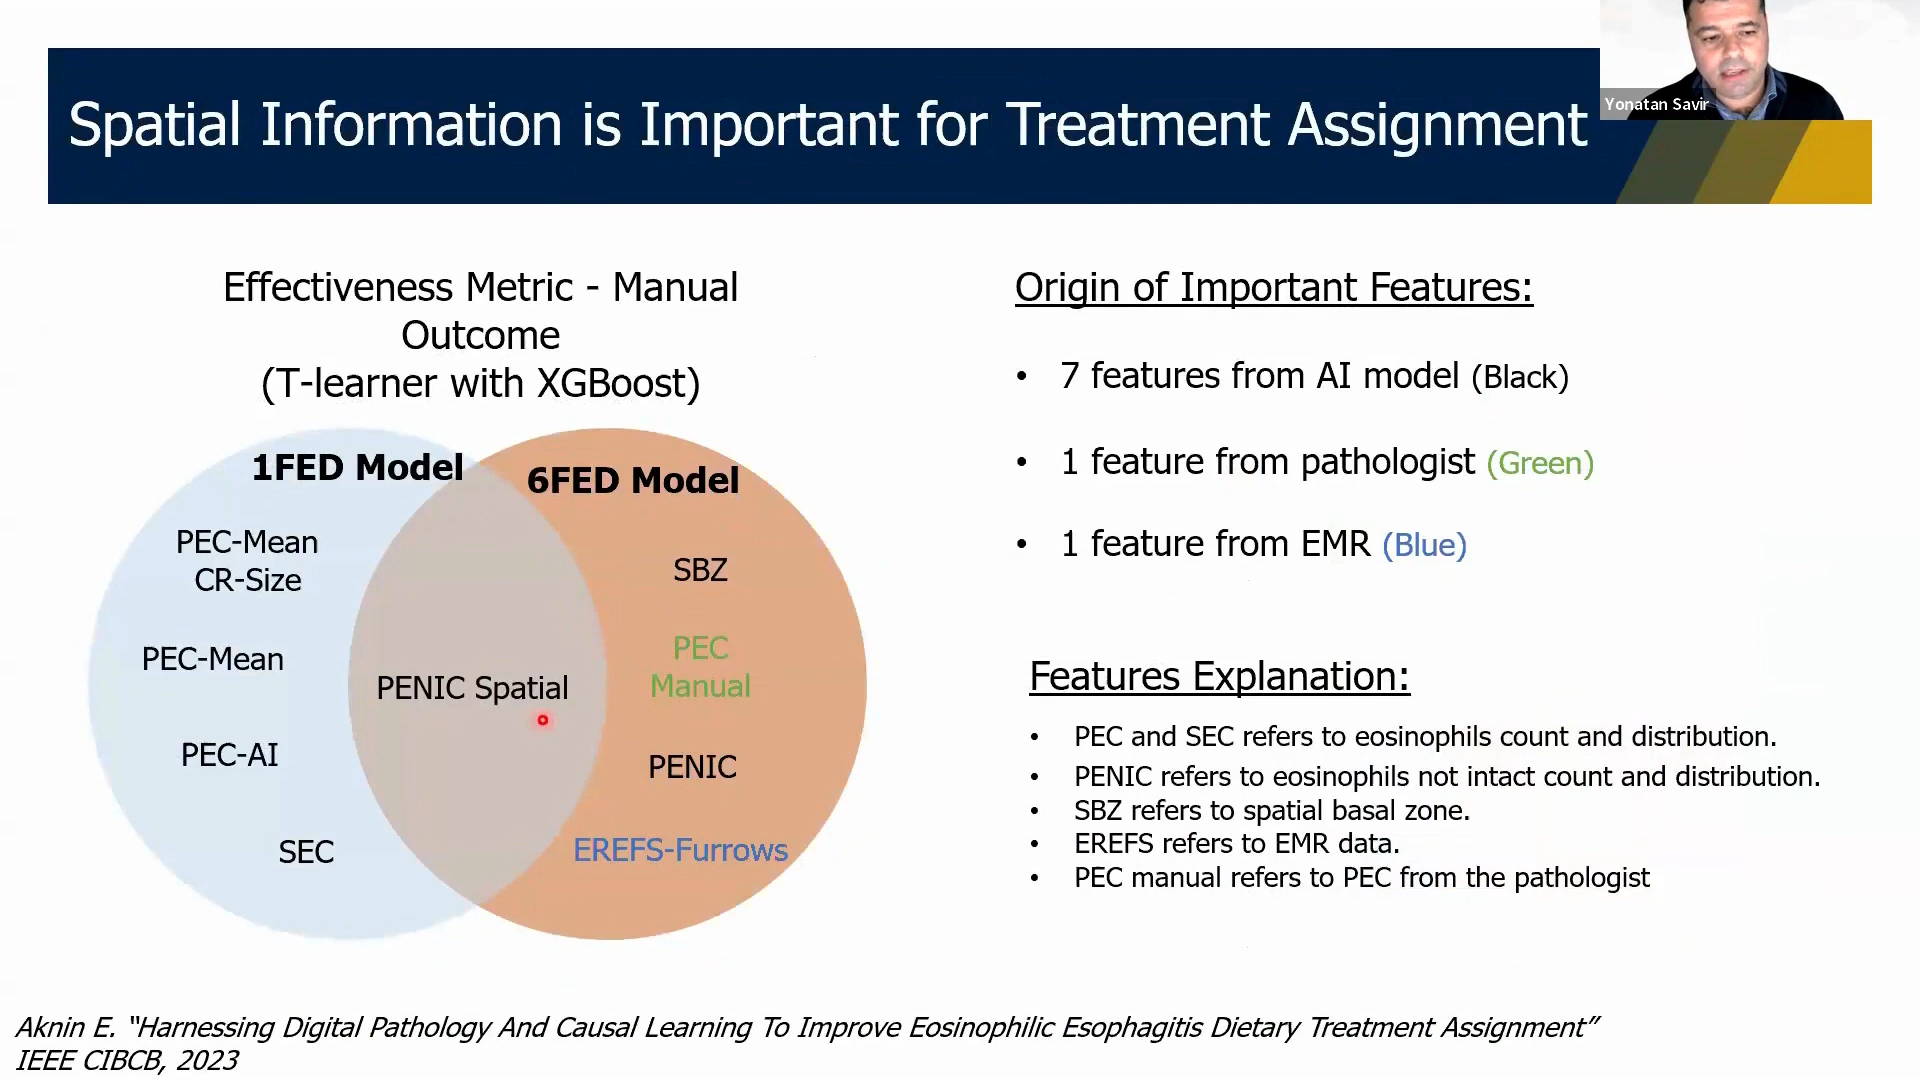 Yonatan Savir
Spatial Information is Important for Treatment Assignment
Effectiveness Metric - Manual
Outcome
(T-learner with XGBoost)
1FED Model
6FED Model
PEC-Mean
CR-Size
PEC-Mean
PEC-AI
SEC
PENIC Spatial
SBZ
PEC
Manual
PENIC
EREFS-Furrows
Origin of Important Features:
• 7 features from AI model (Black)
• 1 feature from pathologist (Green)
• 1 feature from EMR (Blue)
Features Explanation:
• PEC and SEC refers to eosinophils count and distribution.
• PENIC refers to eosinophils not intact count and distribution.
• SBZ refers to spatial basal zone.
• EREFS refers to EMR data.
• PEC manual refers to PEC from the pathologist
Aknin E. “Harnessing Digital Pathology And Causal Learning To Improve Eosinophilic Esophagitis Dietary Treatment Assignment”
IEEE CIBCB, 2023